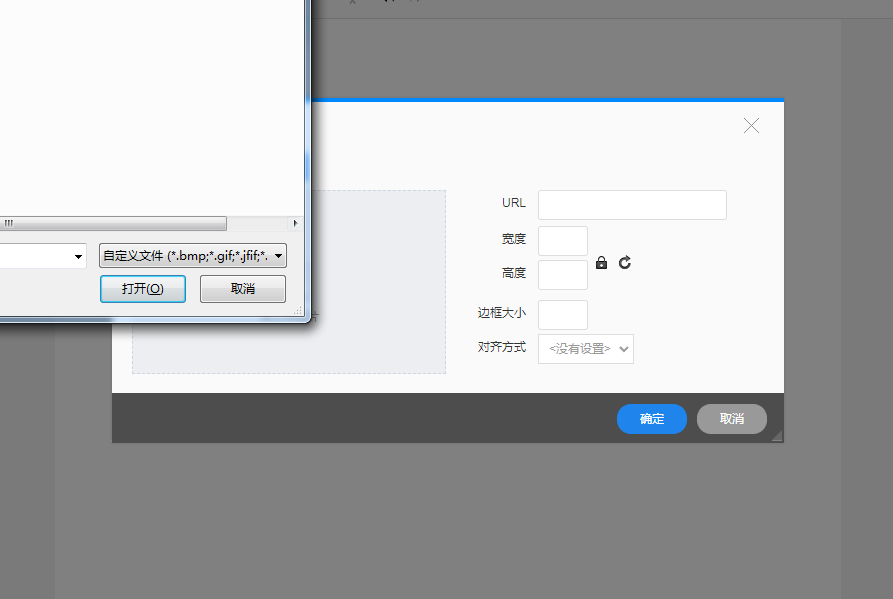 自定义文件 (*.bmp;*.gif;*.jfif;*.
打开(O)
取消
URL
宽度
高度
边框大小
对齐方式
<没有设置>
确定
取消